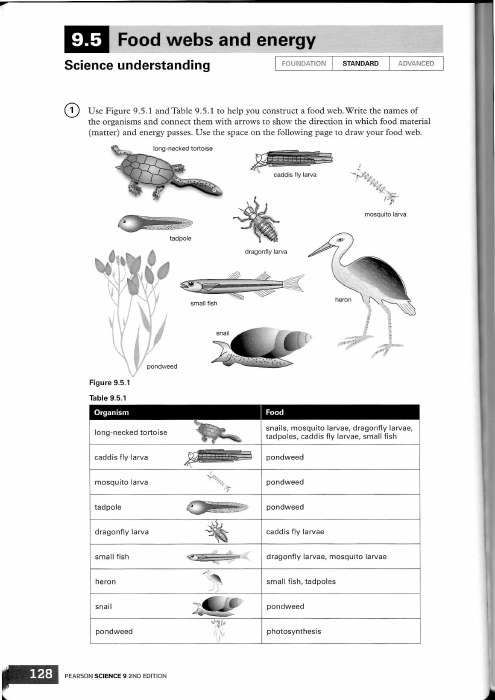 9.5 Food webs and energy
Science understanding
FOUNDATION STANDARD ADVANCED
1 Use Figure 9.5.1 and Table 9.5.1 to help you construct a food web. Write the names of
the organisms and connect them with arrows to show the direction in which food material
(matter) and energy passes. Use the space on the following page to draw your food web.
long-necked tortoise
caddis fly larva
mosquito larva
tadpole
dragonfly larva
small fish
heron
snail
pondweed
Figure 9.5.1
Table 9.5.1
Organism Food
long-necked tortoise snails, mosquito larvae, dragonfly larvae,
tadpoles, caddis fly larvae, small fish
caddis fly larva pondweed
mosquito larva pondweed
tadpole pondweed
dragonfly larva caddis fly larvae
small fish dragonfly larvae, mosquito larvae
heron small fish, tadpoles
snail pondweed
pondweed photosynthesis
128 PEARSON SCIENCE 9 2ND EDITION